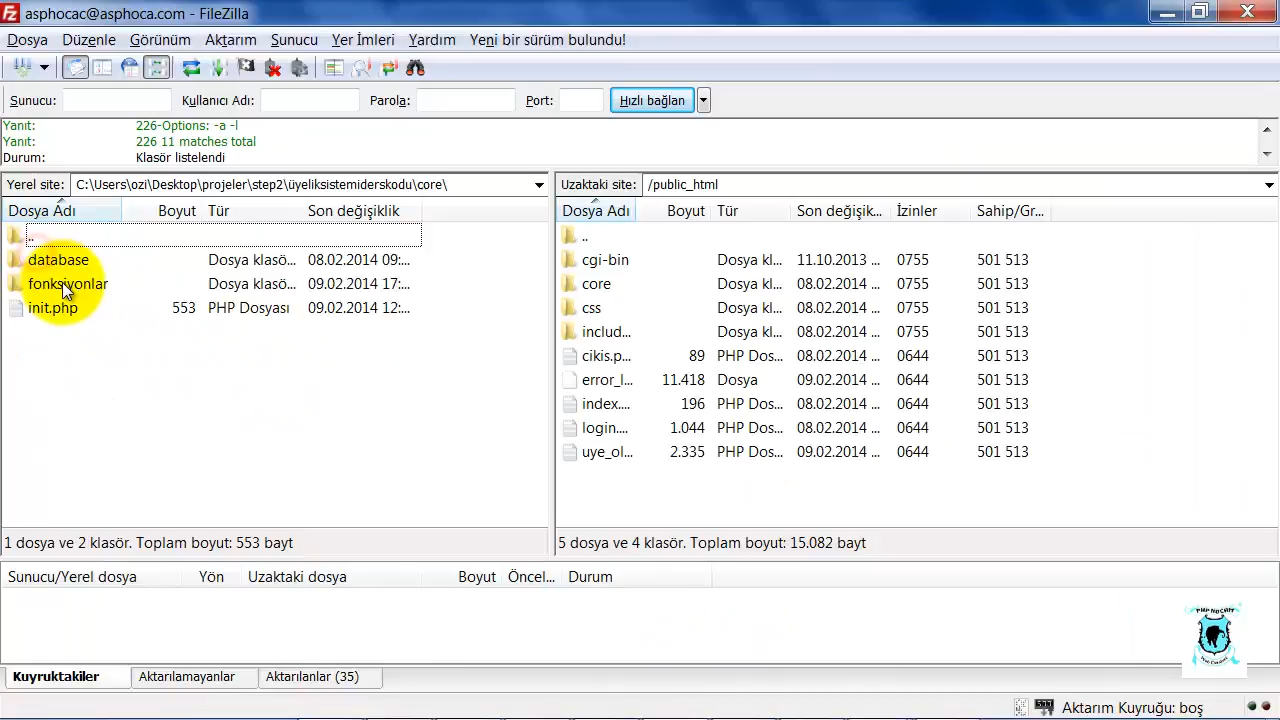 asphocac@asphoca.com - FileZilla
Dosya Düzenle Görünüm Aktarım Sunucu Yer İmleri Yardım Yeni bir sürüm bulundu!
Sunucu: Kullanıcı Adı: Parola: Port: Hızlı bağlan
Yanıt: 226-Options: -a -l
Yanıt: 226 11 matches total
Durum: Klasör listelendi
Yerel site: C:\Users\ozi\Desktop\projeler\step2\üyeliksistemiderskodu\core\
Dosya Adı Boyut Tür Son değişiklik
..
database Dosya klasö... 08.02.2014 09:...
fonksiyonlar Dosya klasö... 09.02.2014 17:...
init.php 553 PHP Dosyası 09.02.2014 12:...
1 dosya ve 2 klasör. Toplam boyut: 553 bayt
Uzaktaki site: /public_html
Dosya Adı Boyut Tür Son değişik... İzinler Sahip/Gr...
..
cgi-bin Dosya kl... 11.10.2013 ... 0755 501 513
core Dosya kl... 08.02.2014 ... 0755 501 513
css Dosya kl... 08.02.2014 ... 0755 501 513
includ... Dosya kl... 08.02.2014 ... 0755 501 513
cikis.p... 89 PHP Dos... 08.02.2014 ... 0644 501 513
error_l... 11.418 Dosya 09.02.2014 ... 0644 501 513
index.... 196 PHP Dos... 08.02.2014 ... 0644 501 513
login.... 1.044 PHP Dos... 08.02.2014 ... 0644 501 513
uye_ol... 2.335 PHP Dos... 09.02.2014 ... 0644 501 513
5 dosya ve 4 klasör. Toplam boyut: 15.082 bayt
Sunucu/Yerel dosya Yön Uzaktaki dosya Boyut Öncel... Durum
Kuyruktakiler Aktarılamayanlar Aktarılanlar (35)
Aktarım Kuyruğu: boş